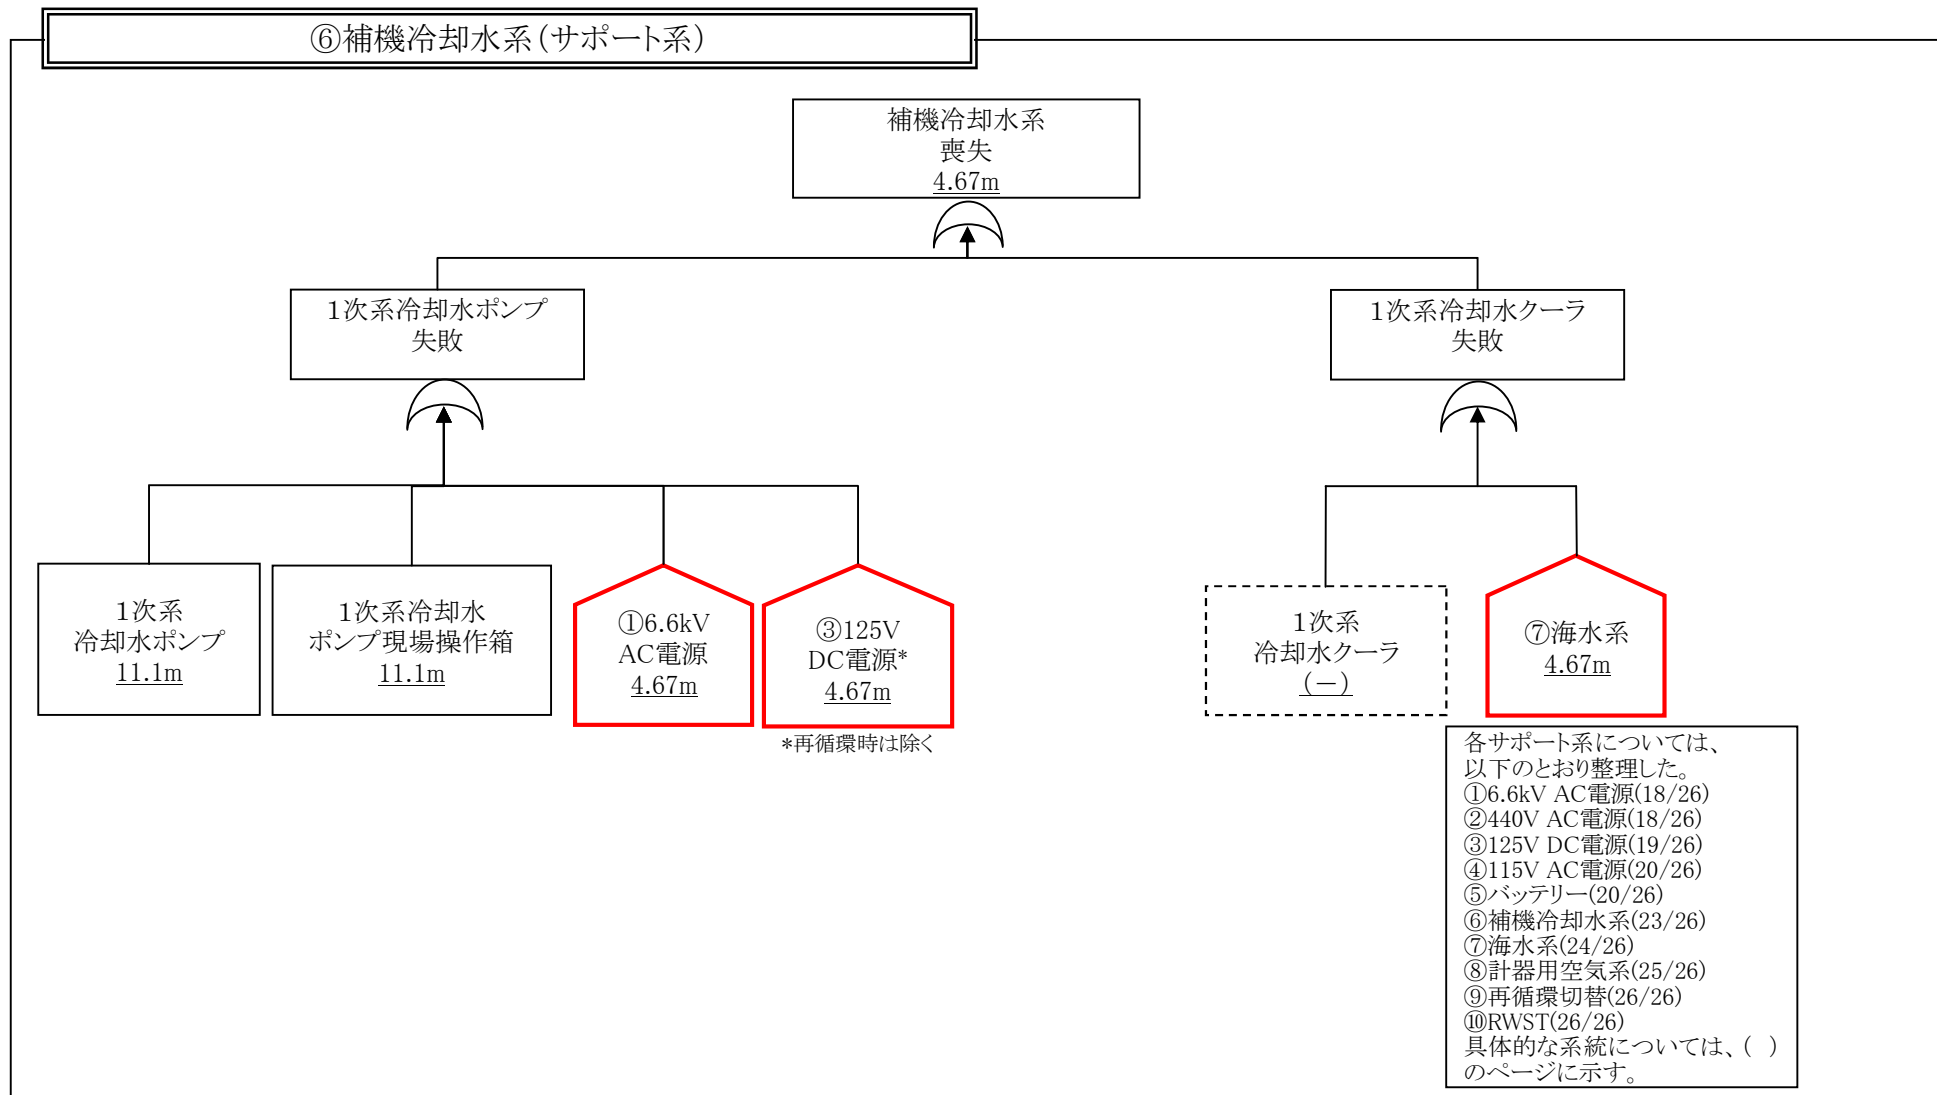 ⑥補機冷却水系(サポート系)
補機冷却水系
喪失
4.67m
1次系冷却水ポンプ
失敗
1次系冷却水クーラ
失敗
1次系
冷却水ポンプ
11.1m
1次系冷却水
ポンプ現場操作箱
11.1m
①6.6kV
AC電源
4.67m
③125V
DC電源*
4.67m
*再循環時は除く
1次系
冷却水クーラ
(－)
⑦海水系
4.67m
各サポート系については、
以下のとおり整理した。
①6.6kV AC電源(18/26)
②440V AC電源(18/26)
③125V DC電源(19/26)
④115V AC電源(20/26)
⑤バッテリー(20/26)
⑥補機冷却水系(23/26)
⑦海水系(24/26)
⑧計器用空気系(25/26)
⑨再循環切替(26/26)
⑩RWST(26/26)
具体的な系統については、( )
のページに示す。